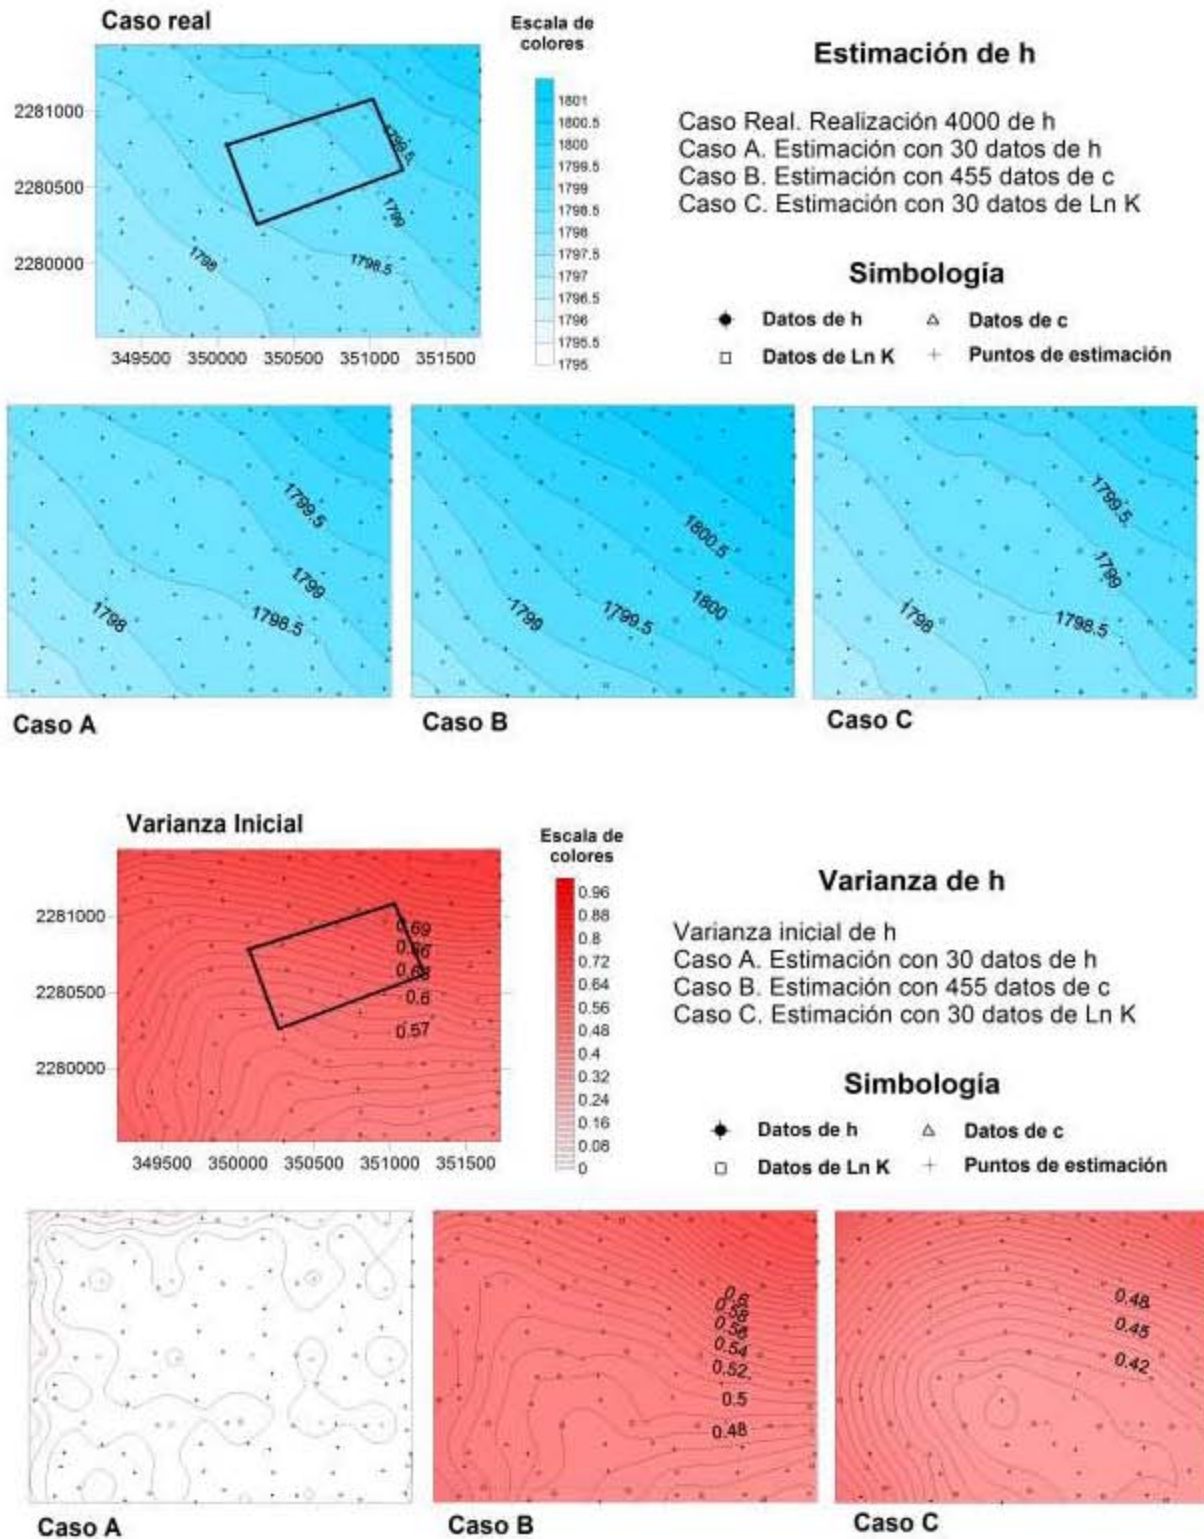 Caso real
Escala de
colores
2281000
2280500
2280000
349500 350000 350500 351000 351500
1799.5
1799
1798.5
1798
1801
1800.5
1800
1799.5
1799
1798.5
1798
1797.5
1797
1796.5
1796
1795.5
1795
Estimación de h
Caso Real. Realización 4000 de h
Caso A. Estimación con 30 datos de h
Caso B. Estimación con 455 datos de c
Caso C. Estimación con 30 datos de Ln K
Simbología
Datos de h
Datos de c
Datos de Ln K
Puntos de estimación
1799.5
1799
1798.5
1798
Caso A
1800.5
1800
1799.5
1799
Caso B
1799.5
1799
1798.5
1798
Caso C
Varianza Inicial
Escala de
colores
2281000
2280500
2280000
349500 350000 350500 351000 351500
0.69
0.66
0.63
0.6
0.57
0.96
0.88
0.8
0.72
0.64
0.56
0.48
0.4
0.32
0.24
0.16
0.08
0
Varianza de h
Varianza inicial de h
Caso A. Estimación con 30 datos de h
Caso B. Estimación con 455 datos de c
Caso C. Estimación con 30 datos de Ln K
Simbología
Datos de h
Datos de c
Datos de Ln K
Puntos de estimación
Caso A
0.6
0.58
0.54
0.52
0.5
0.48
Caso B
0.48
0.45
0.42
Caso C